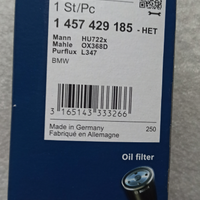 1 St/Pc
1 457 429 185 - HET
Mann HU722x
Mahle OX368D
Purflux L347
BMW
3 165143 333266
Made in Germany 250
Fabriqué en Allemagne
Oil filter